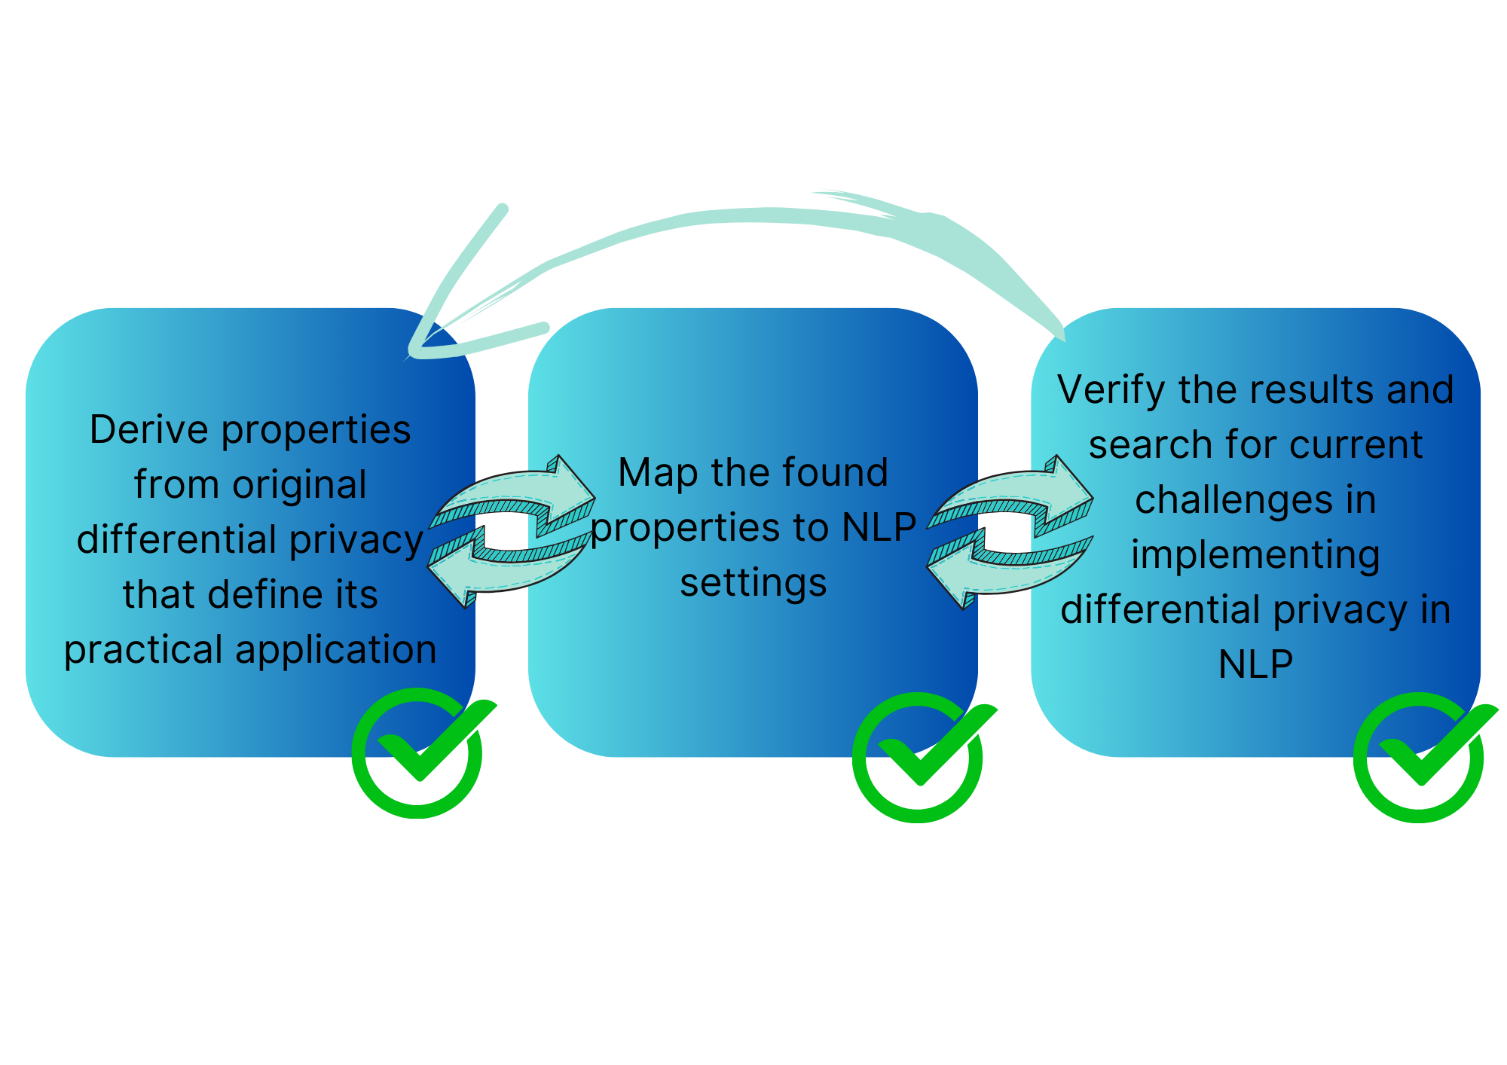 Derive properties
from original
differential privacy
that define its
practical application
Map the found
properties to NLP
settings
Verify the results and
search for current
challenges in
implementing
differential privacy in
NLP